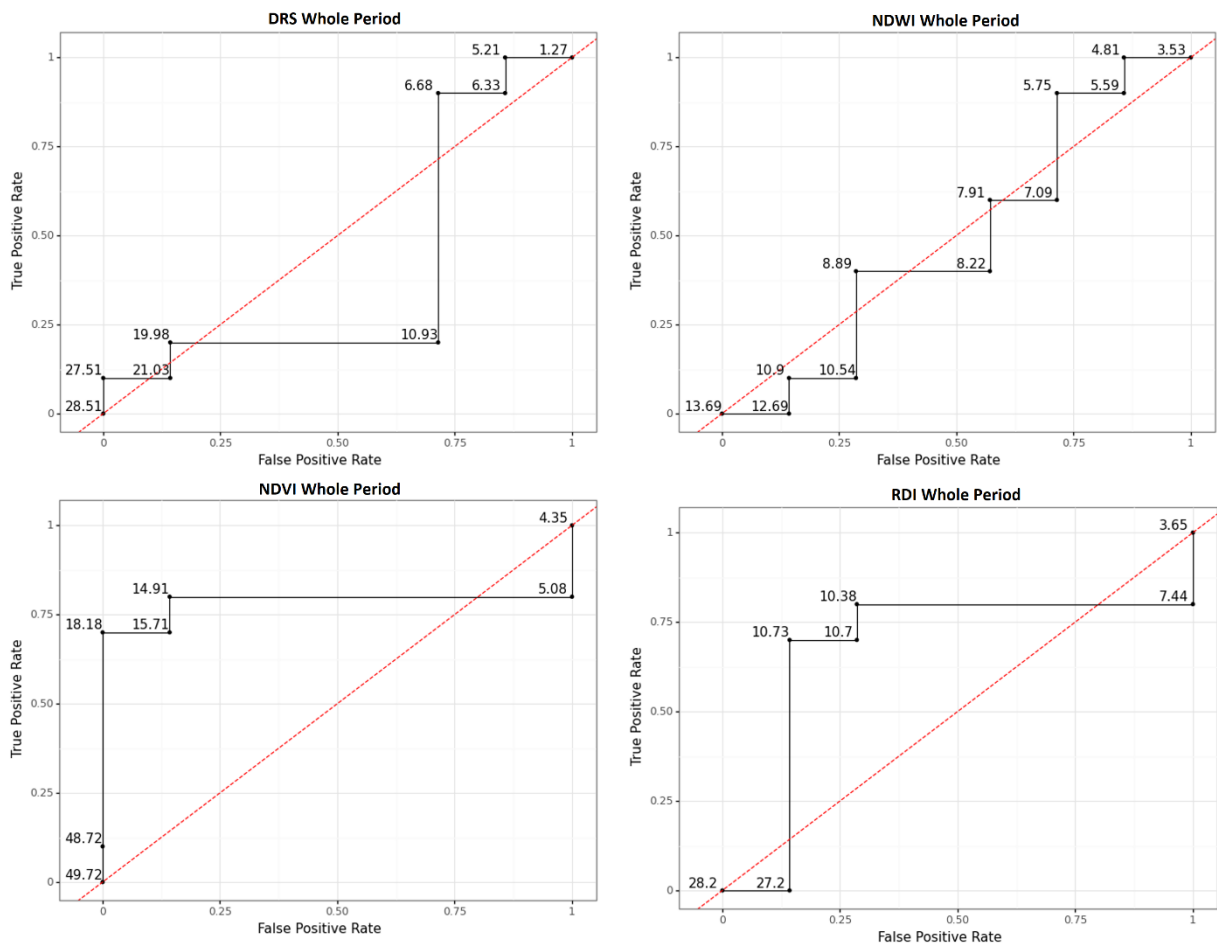 DRS Whole Period
True Positive Rate
1
0.75
0.50
0.25
0
5.21 1.27
6.68 6.33
19.98 10.93
27.51 21.03
28.51
0 0.25 0.50 0.75 1
False Positive Rate
NDWI Whole Period
True Positive Rate
1
0.75
0.50
0.25
0
4.81 3.53
5.75 5.59
7.91 7.09
8.89 8.22
10.9 10.54
13.69 12.69
0 0.25 0.50 0.75 1
False Positive Rate
NDVI Whole Period
True Positive Rate
1
0.75
0.50
0.25
0
4.35
14.91 5.08
18.18 15.71
48.72
49.72
0 0.25 0.50 0.75 1
False Positive Rate
RDI Whole Period
True Positive Rate
1
0.75
0.50
0.25
0
3.65
10.38 7.44
10.73 10.7
28.2 27.2
0 0.25 0.50 0.75 1
False Positive Rate